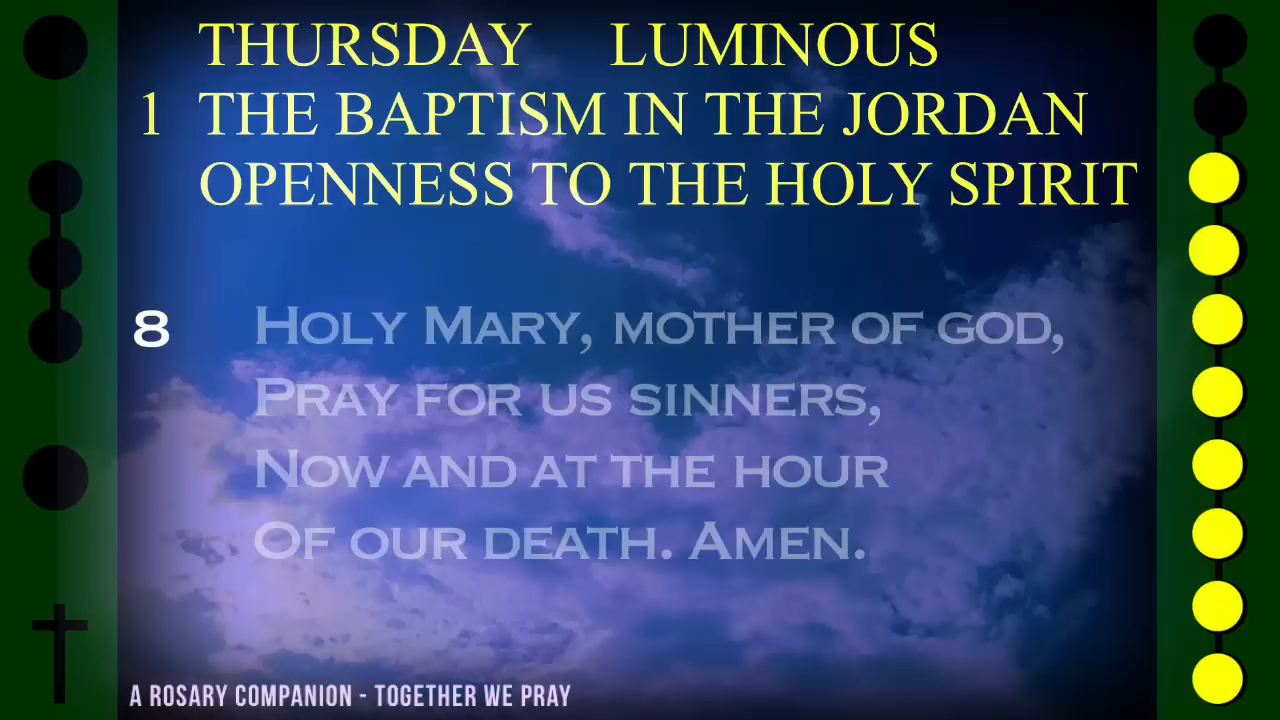 THURSDAY LUMINOUS
1 THE BAPTISM IN THE JORDAN
OPENNESS TO THE HOLY SPIRIT
8 HOLY MARY, MOTHER OF GOD,
PRAY FOR US SINNERS,
NOW AND AT THE HOUR
OF OUR DEATH. AMEN.
A ROSARY COMPANION - TOGETHER WE PRAY